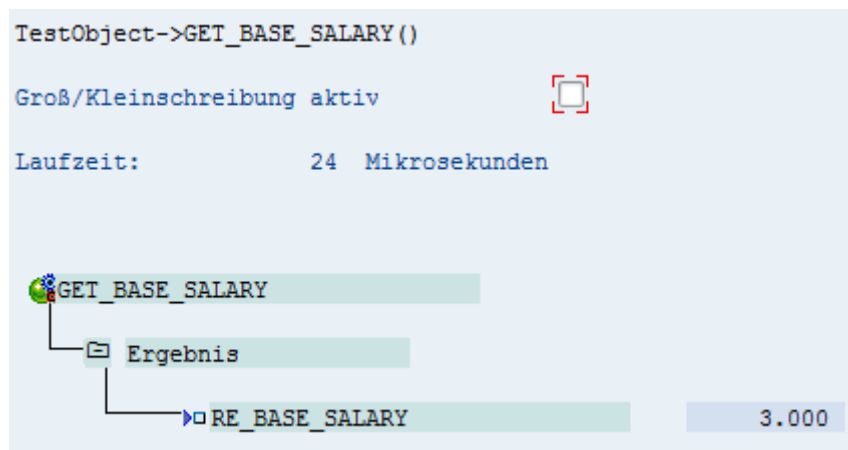 TestObject->GET_BASE_SALARY()
Groß/Kleinschreibung aktiv
Laufzeit: 24 Mikrosekunden
GET_BASE_SALARY
Ergebnis
RE_BASE_SALARY 3.000